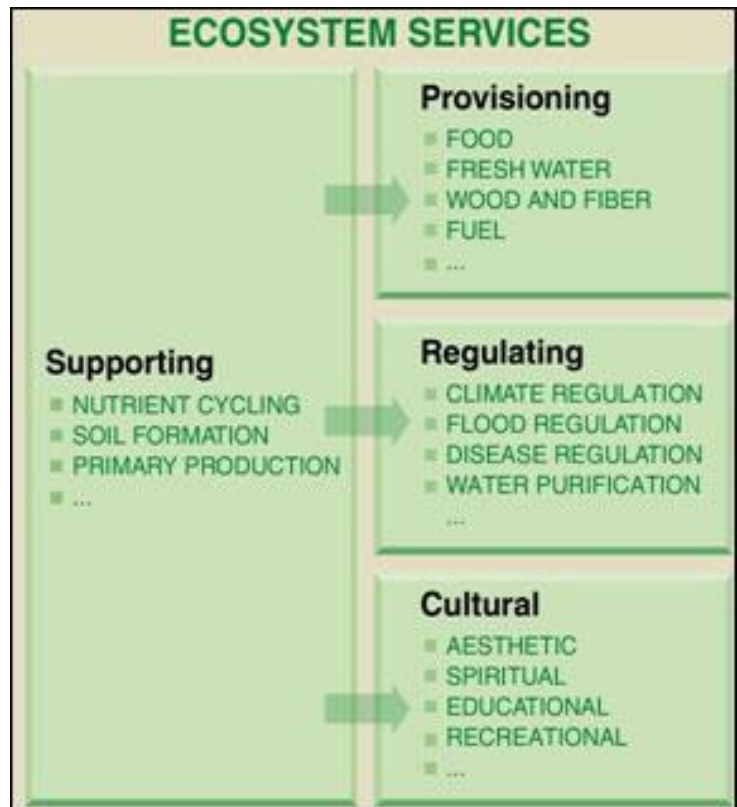 ECOSYSTEM SERVICES
Supporting
NUTRIENT CYCLING
SOIL FORMATION
PRIMARY PRODUCTION
...
Provisioning
FOOD
FRESH WATER
WOOD AND FIBER
FUEL
...
Regulating
CLIMATE REGULATION
FLOOD REGULATION
DISEASE REGULATION
WATER PURIFICATION
...
Cultural
AESTHETIC
SPIRITUAL
EDUCATIONAL
RECREATIONAL
...